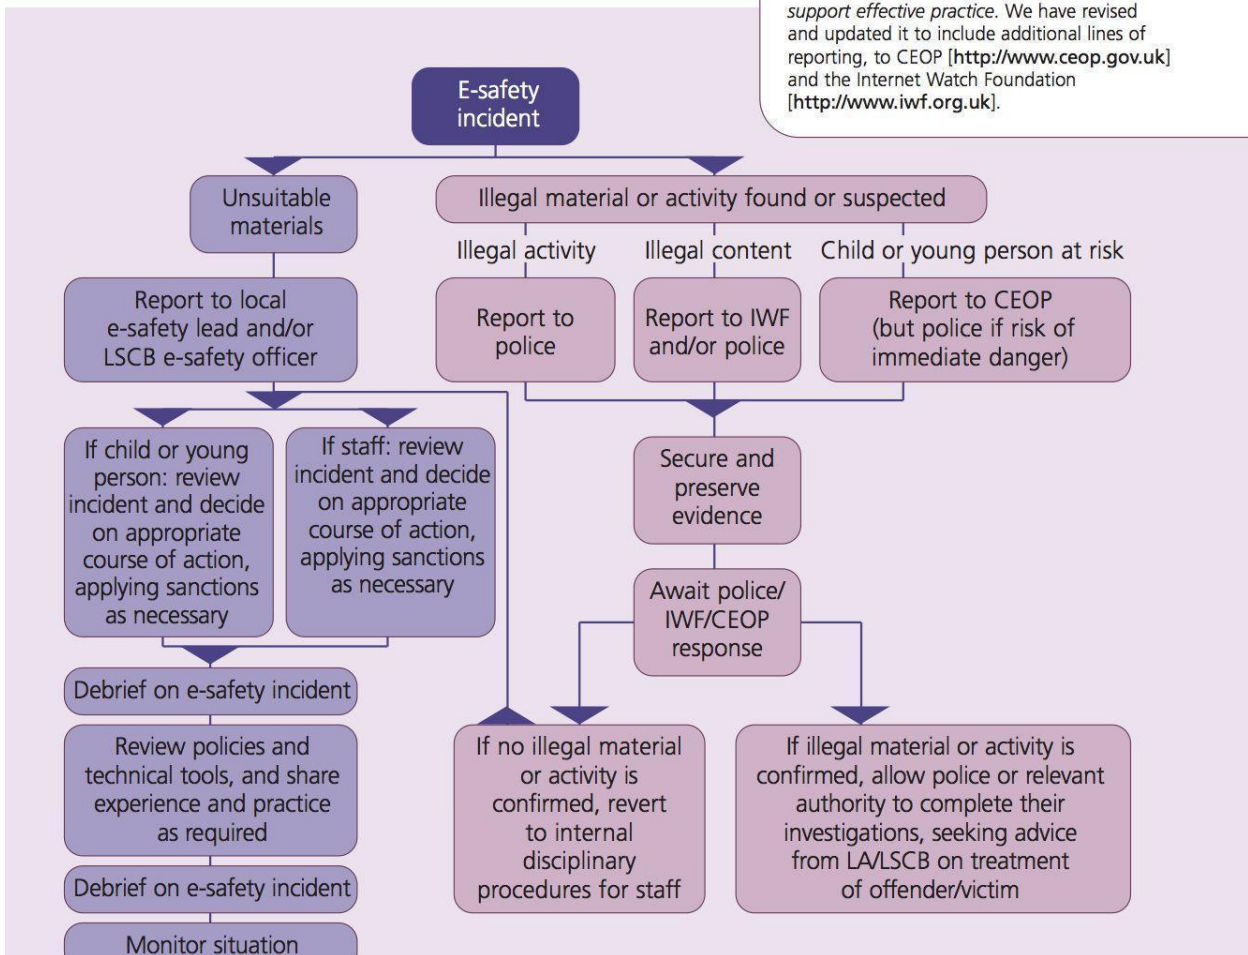 support effective practice. We have revised
and updated it to include additional lines of
reporting, to CEOP [http://www.ceop.gov.uk]
and the Internet Watch Foundation
[http://www.iwf.org.uk].
E-safety
incident
Unsuitable
materials
Illegal material or activity found or suspected
Illegal activity
Illegal content
Child or young person at risk
Report to local
e-safety lead and/or
LSCB e-safety officer
Report to
police
Report to IWF
and/or police
Report to CEOP
(but police if risk of
immediate danger)
If child or young
person: review
incident and decide
on appropriate
course of action,
applying sanctions
as necessary
If staff: review
incident and decide
on appropriate
course of action,
applying sanctions
as necessary
Secure and
preserve
evidence
Await police/
IWF/CEOP
response
Debrief on e-safety incident
Review policies and
technical tools, and share
experience and practice
as required
Debrief on e-safety incident
Monitor situation
If no illegal material
or activity is
confirmed, revert
to internal
disciplinary
procedures for staff
If illegal material or activity is
confirmed, allow police or relevant
authority to complete their
investigations, seeking advice
from LA/LSCB on treatment
of offender/victim